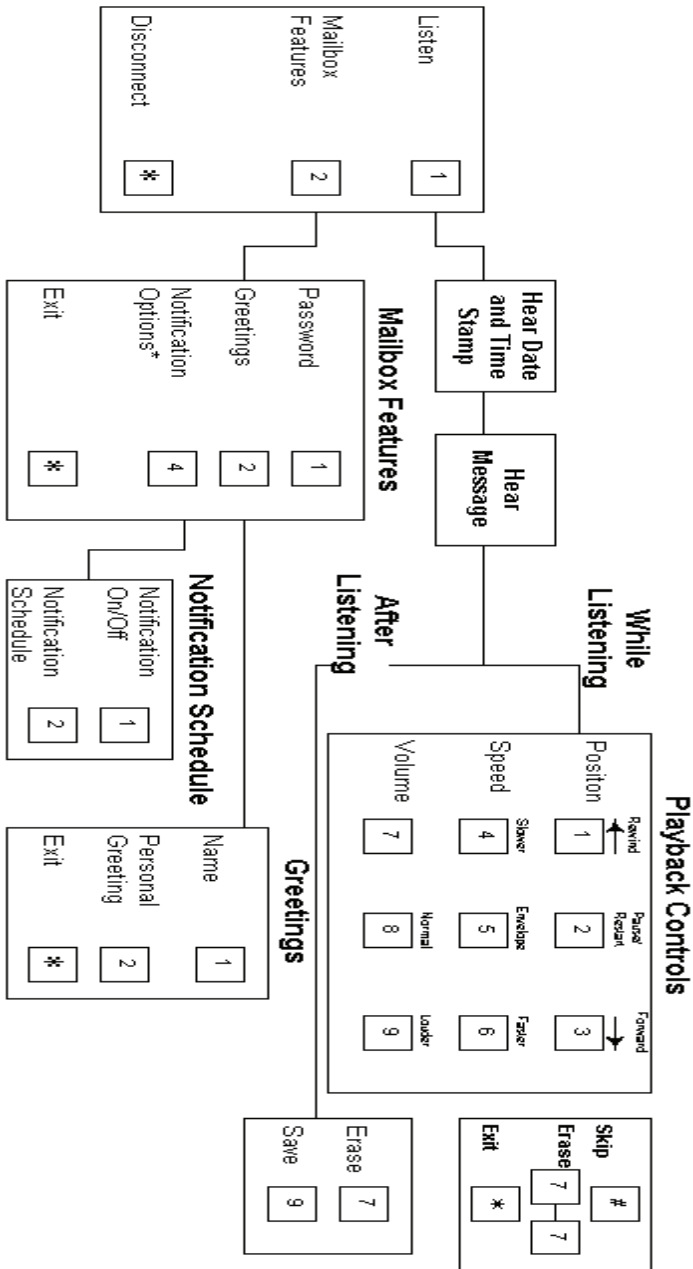 Listen
1
Mailbox
Features
2
Disconnect
*
Hear Date
and Time
Stamp
Hear
Message
While
Listening
After
Listening
Playback Controls
Rewind
Pause/
Restart
Forward
Positon
1
2
3
Slower
Envelope
Faster
Speed
4
5
6
Normal
Louder
Volume
7
8
9
Skip
#
Erase
7
7
Exit
*
Erase
7
Save
9
Mailbox Features
Password
1
Greetings
2
Notification
Options*
4
Exit
*
Notification Schedule
Notification
On/Off
1
Notification
Schedule
2
Greetings
Name
1
Personal
Greeting
2
Exit
*